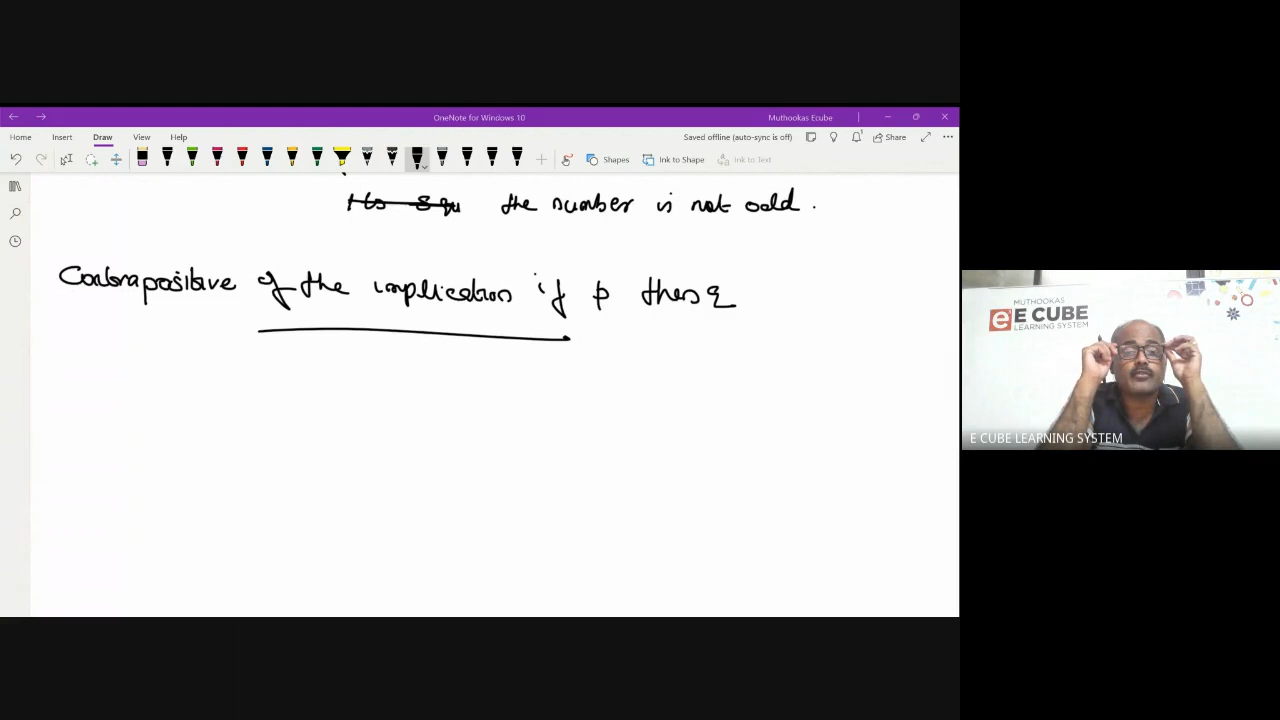 OneNote for Windows 10
Muthookas Ecube
Home Insert Draw View Help
Saved offline (auto-sync is off)
Share
Shapes
Ink to Shape
Ink to Text
the number is not odd.
Contrapositive of the implication if p then q
MUTHOOKAS
E CUBE
LEARNING SYSTEM
E CUBE LEARNING SYSTEM